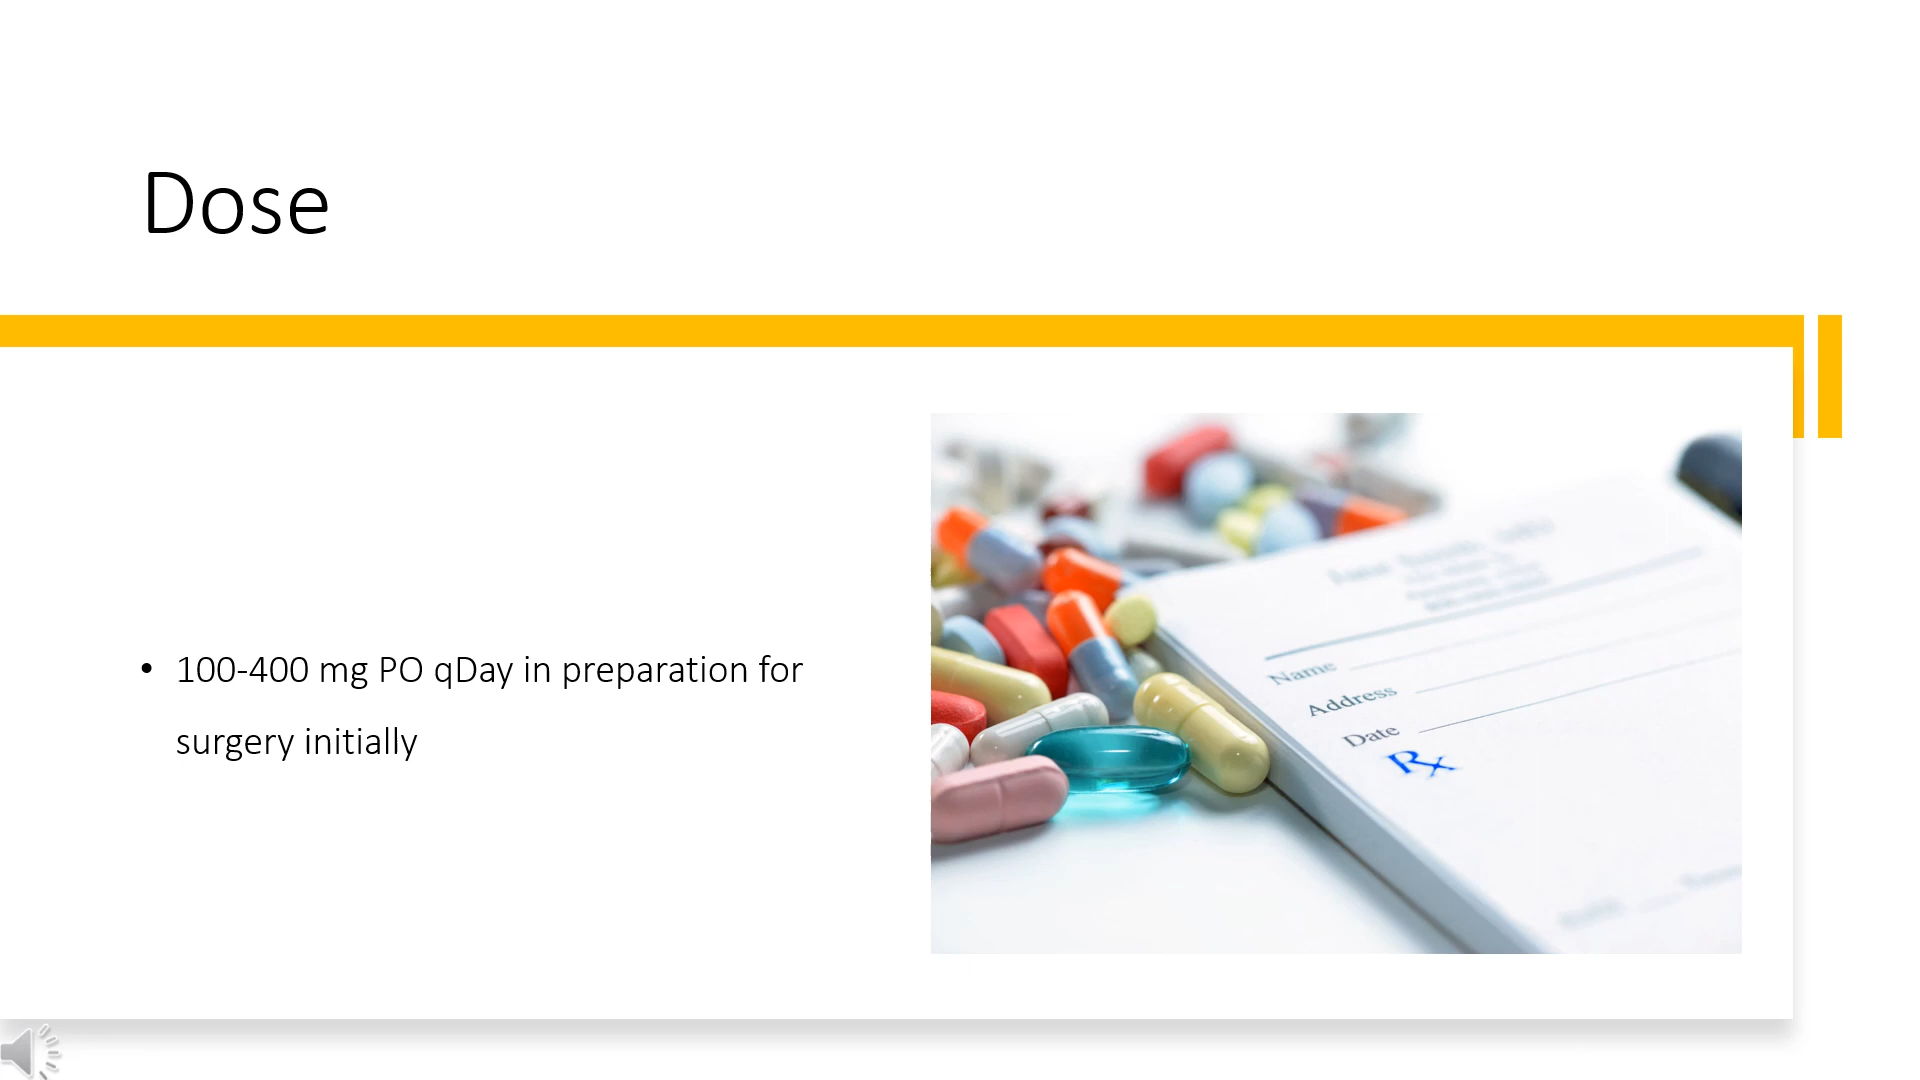 Dose
• 100-400 mg PO qDay in preparation for
surgery initially
Name
Address
Date
Rx